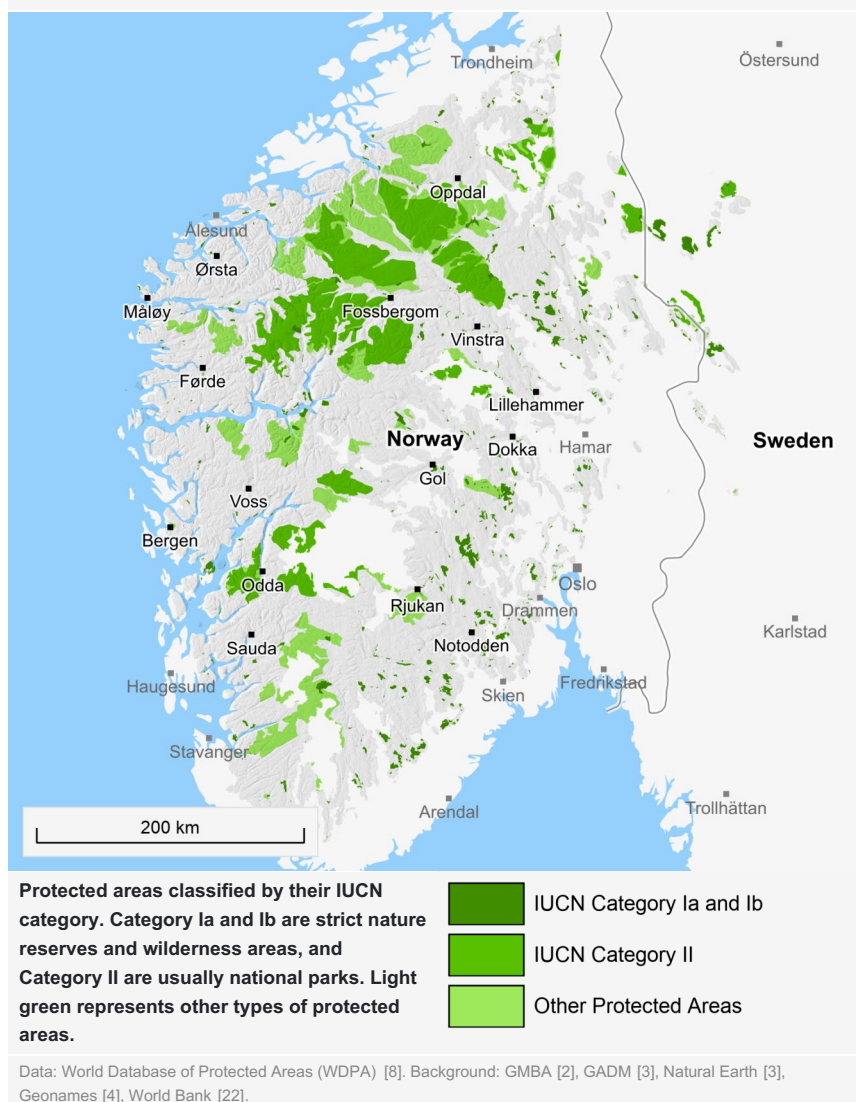 Trondheim
Östersund
Oppdal
Ålesund
Ørsta
Måløy
Fossbergom
Vinstra
Førde
Lillehammer
Norway
Dokka
Hamar
Sweden
Gol
Voss
Bergen
Odda
Oslo
Rjukan
Drammen
Karlstad
Sauda
Notodden
Haugesund
Skien
Fredrikstad
Stavanger
Arendal
Trollhättan
200 km
Protected areas classified by their IUCN
category. Category Ia and Ib are strict nature
reserves and wilderness areas, and
Category II are usually national parks. Light
green represents other types of protected
areas.
IUCN Category Ia and Ib
IUCN Category II
Other Protected Areas
Data: World Database of Protected Areas (WDPA) [8]. Background: GMBA [2], GADM [3], Natural Earth [3],
Geonames [4], World Bank [22].